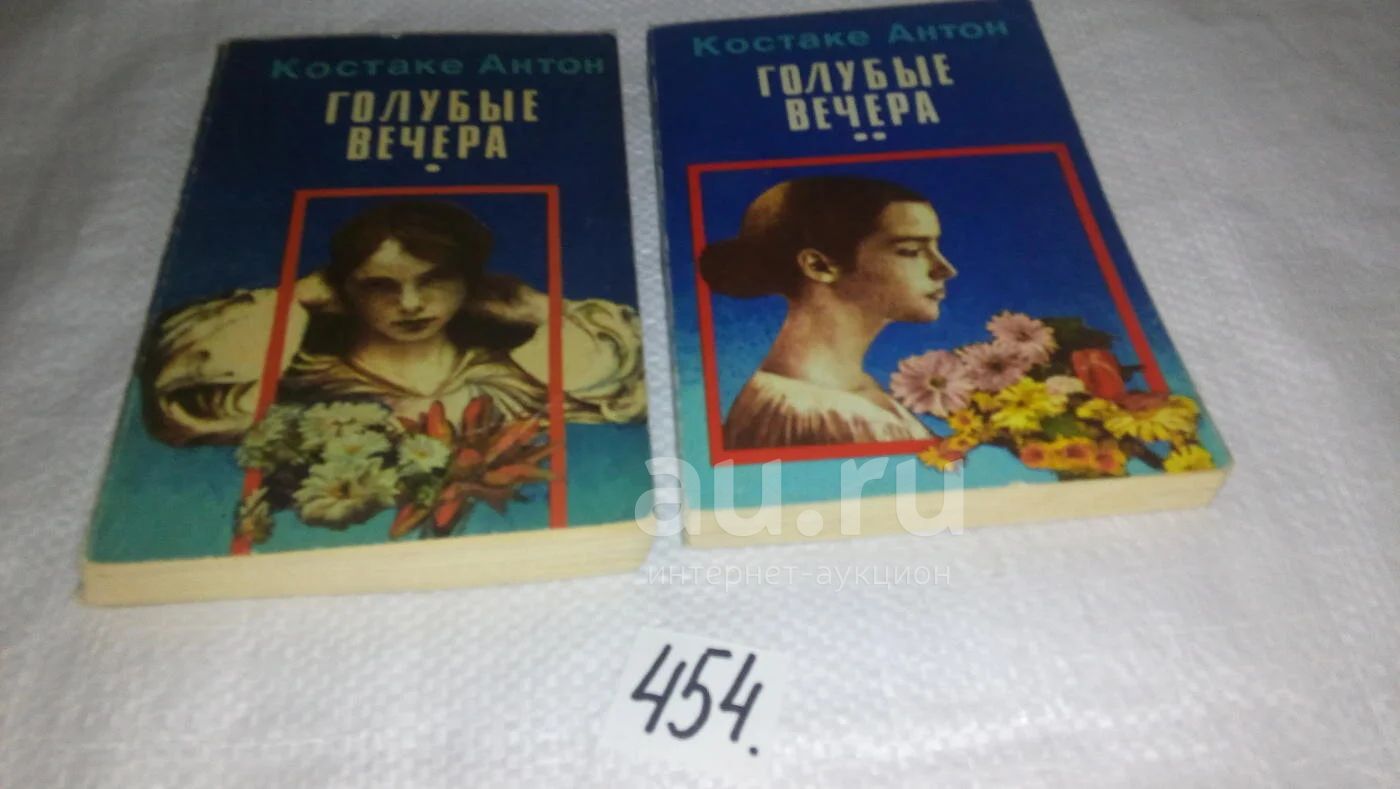 Костаке Антон
ГОЛУБЫЕ
ВЕЧЕРА
Костаке Антон
ГОЛУБЫЕ
ВЕЧЕРА
au.ru
интернет-аукцион
454.